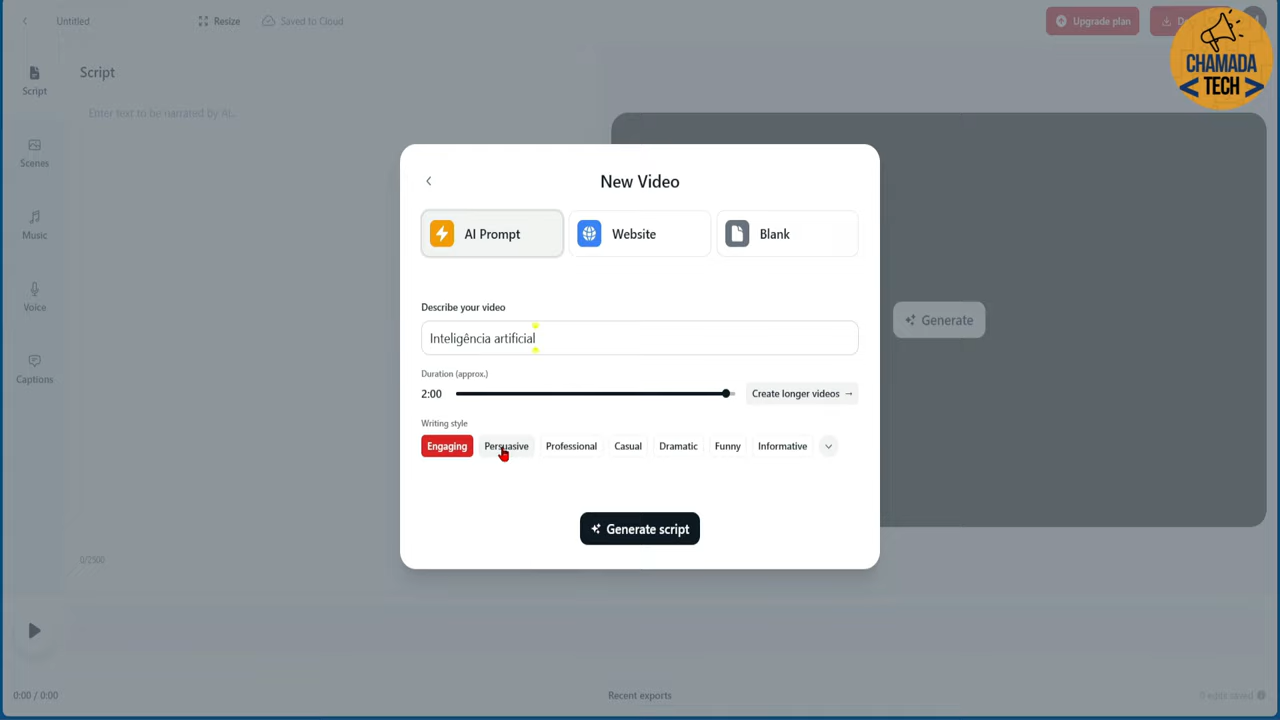 Untitled
Resize
Saved to Cloud
Upgrade plan
CHAMADA
< TECH >
Script
Script
Enter text to be narrated by AI...
Scenes
Music
Voice
Captions
New Video
AI Prompt
Website
Blank
Describe your video
Inteligência artificial
Duration (approx.)
2:00
Create longer videos →
Writing style
Engaging
Persuasive
Professional
Casual
Dramatic
Funny
Informative
Generate script
Generate
0/2500
0:00 / 0:00
Recent exports